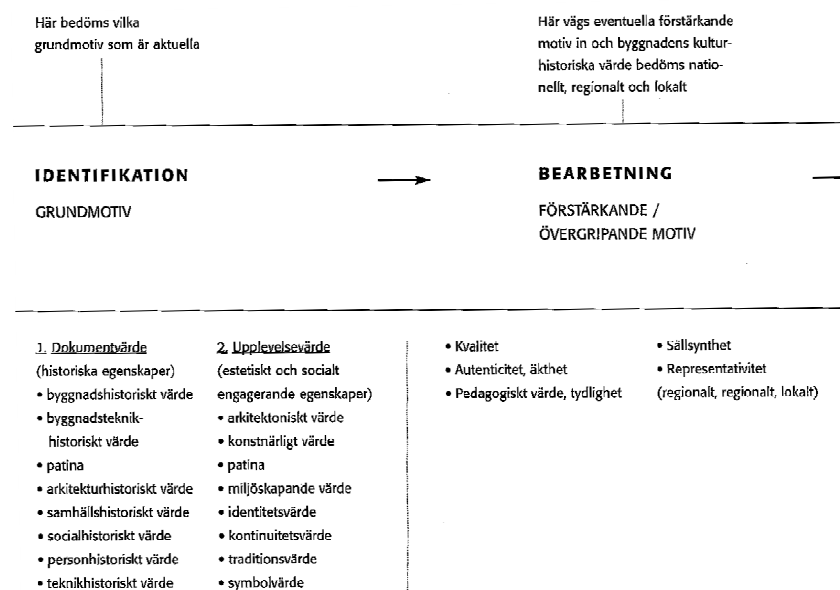 Här bedöms vilka
grundmotiv som är aktuella
Här vägs eventuella förstärkande
motiv in och byggnadens kultur-
historiska värde bedöms natio-
nellt, regionalt och lokalt
IDENTIFIKATION
GRUNDMOTIV
BEARBETNING
FÖRSTÄRKANDE /
ÖVERGRIPANDE MOTIV
1. Dokumentvärde
(historiska egenskaper)
• byggnadshistoriskt värde
• byggnadsteknik-
historiskt värde
• patina
• arkitekturhistoriskt värde
• samhällshistoriskt värde
• socialhistoriskt värde
• personhistoriskt värde
• teknikhistoriskt värde
2. Upplevelsevärde
(estetiskt och socialt
engagerande egenskaper)
• arkitektoniskt värde
• konstnärligt värde
• patina
• miljöskapande värde
• identitetsvärde
• kontinuitetsvärde
• traditionsvärde
• symbolvärde
• Kvalitet
• Autenticitet, äkthet
• Pedagogiskt värde, tydlighet
• Sällsynthet
• Representativitet
(regionalt, regionalt, lokalt)